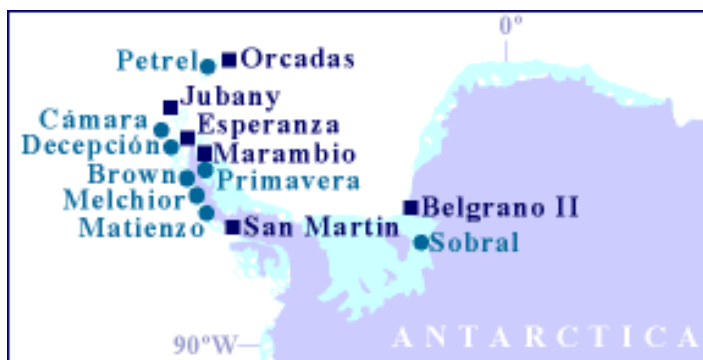 0°
Petrel
Orcadas
Jubany
Cámara
Esperanza
Decepción
Marambio
Brown
Primavera
Melchior
Matienzo
San Martin
Belgrano II
Sobral
90°W
ANTARCTICA